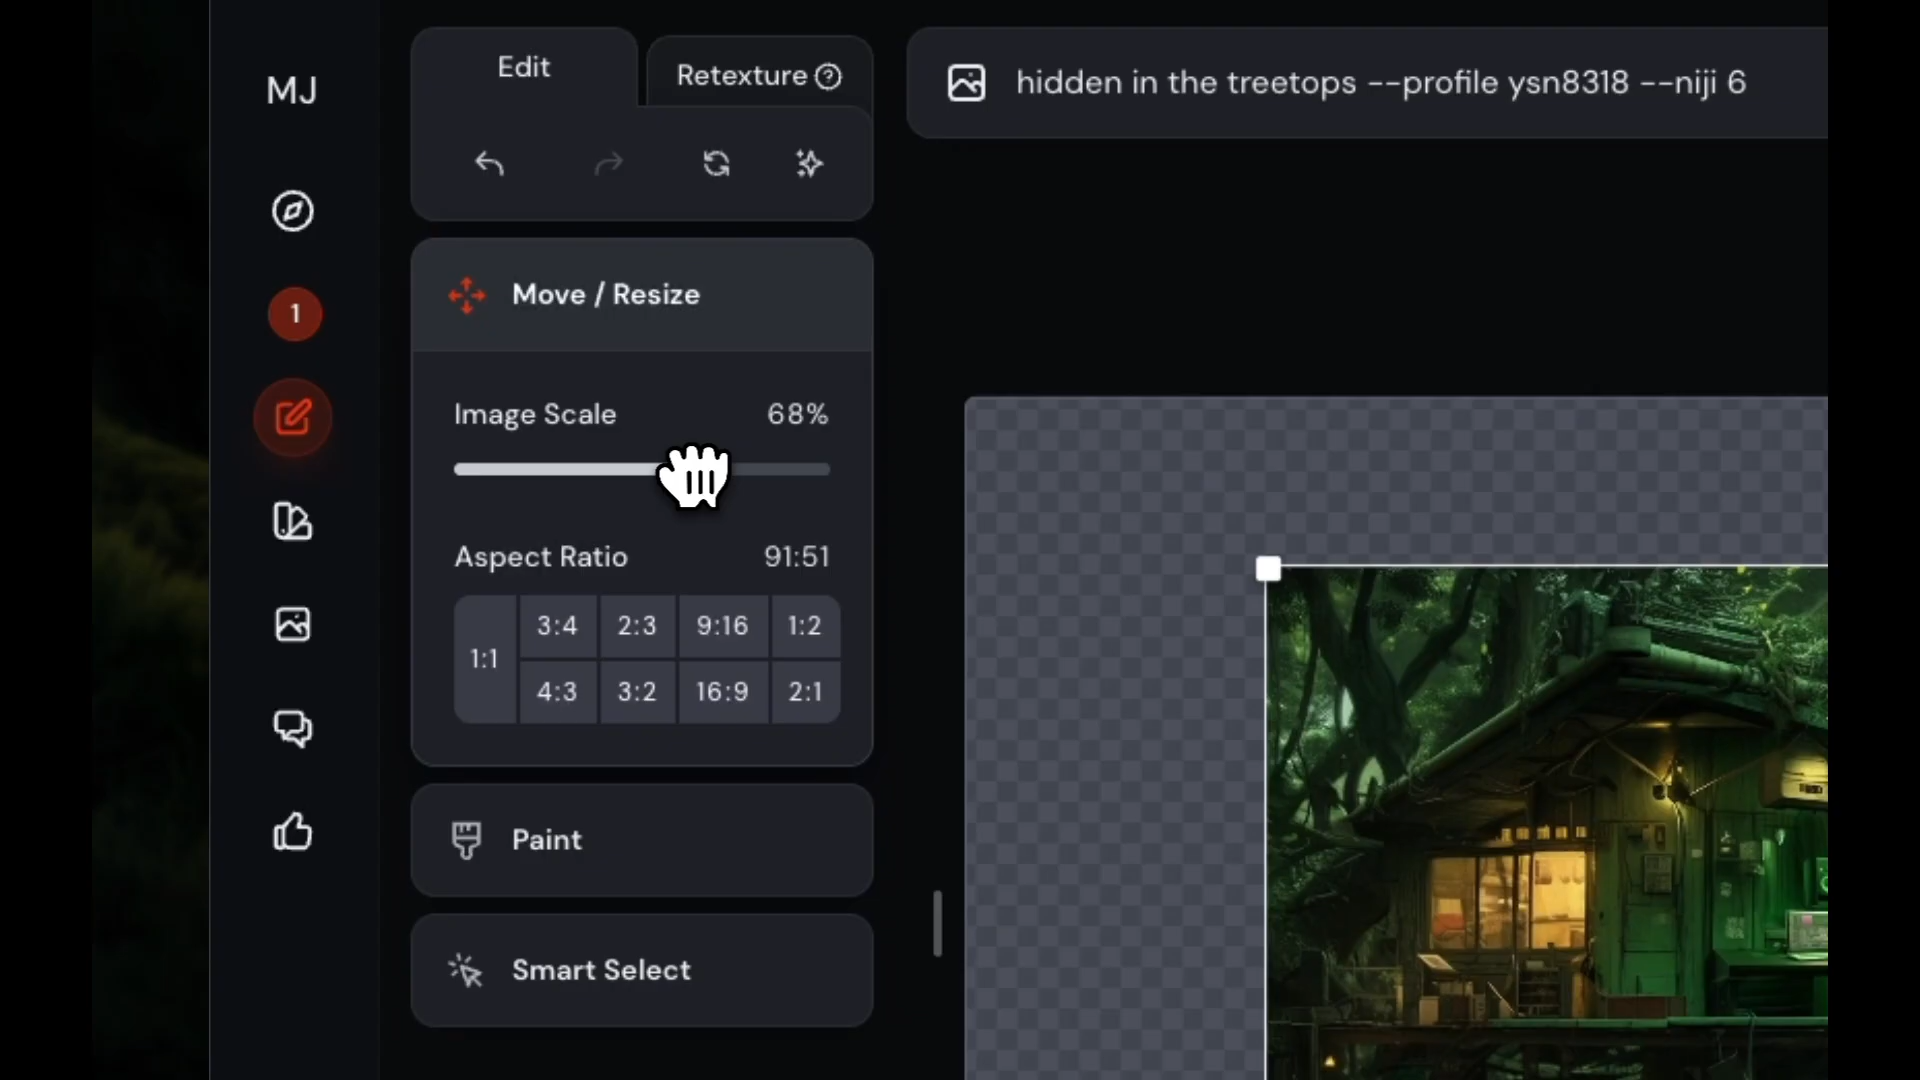 MJ
1
Edit
Retexture
hidden in the treetops --profile ysn8318 --niji 6
Move / Resize
Image Scale 68%
Aspect Ratio 91:51
1:1
3:4 2:3 9:16 1:2
4:3 3:2 16:9 2:1
Paint
Smart Select